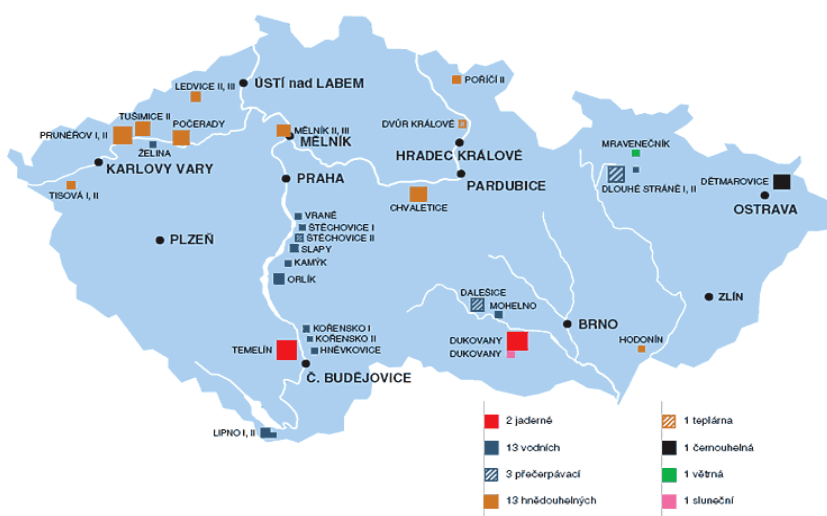 LEDVICE II, III
ÚSTÍ nad LABEM
POŘÍČÍ II
TUŠIMICE II
POČERADY
PRUNÉŘOV I, II
ŽELINA
MĚLNÍK II, III
MĚLNÍK
DVŮR KRÁLOVÉ
HRADEC KRÁLOVÉ
MRAVENEČNÍK
KARLOVY VARY
TISOVÁ I, II
PRAHA
PARDUBICE
CHVALETICE
DLOUHÉ STRÁNĚ I, II
DĚTMAROVICE
OSTRAVA
PLZEŇ
VRANÉ
ŠTĚCHOVICE I
ŠTĚCHOVICE II
SLAPY
KAMÝK
ORLÍK
DALEŠICE
MOHELNO
ZLÍN
BRNO
KOŘENSKO I
KOŘENSKO II
HNĚVKOVICE
TEMELÍN
DUKOVANY
DUKOVANY
HODONÍN
Č. BUDĚJOVICE
LIPNO I, II
2 jaderné
13 vodních
3 přečerpávací
13 hnědouhelných
1 teplárna
1 černouhelná
1 větrná
1 sluneční